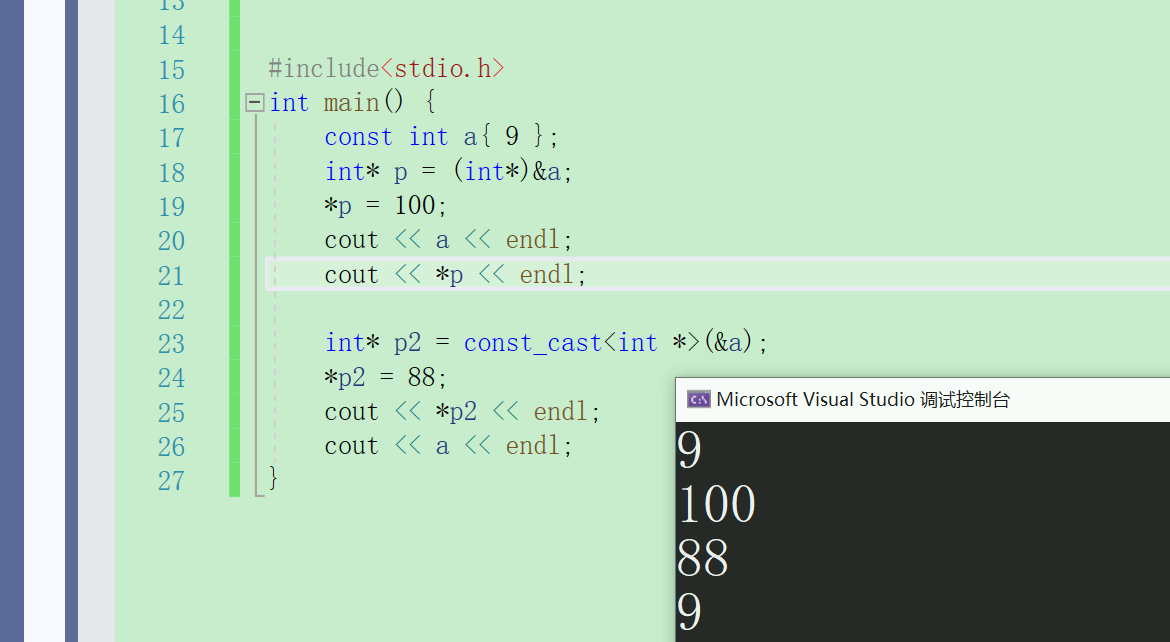 13
14
15 #include<stdio.h>
16 int main() {
17 const int a{ 9 };
18 int* p = (int*)&a;
19 *p = 100;
20 cout << a << endl;
21 cout << *p << endl;
22
23 int* p2 = const_cast<int *>(&a);
24 *p2 = 88;
25 cout << *p2 << endl;
26 cout << a << endl;
27 }
Microsoft Visual Studio 调试控制台
9
100
88
9